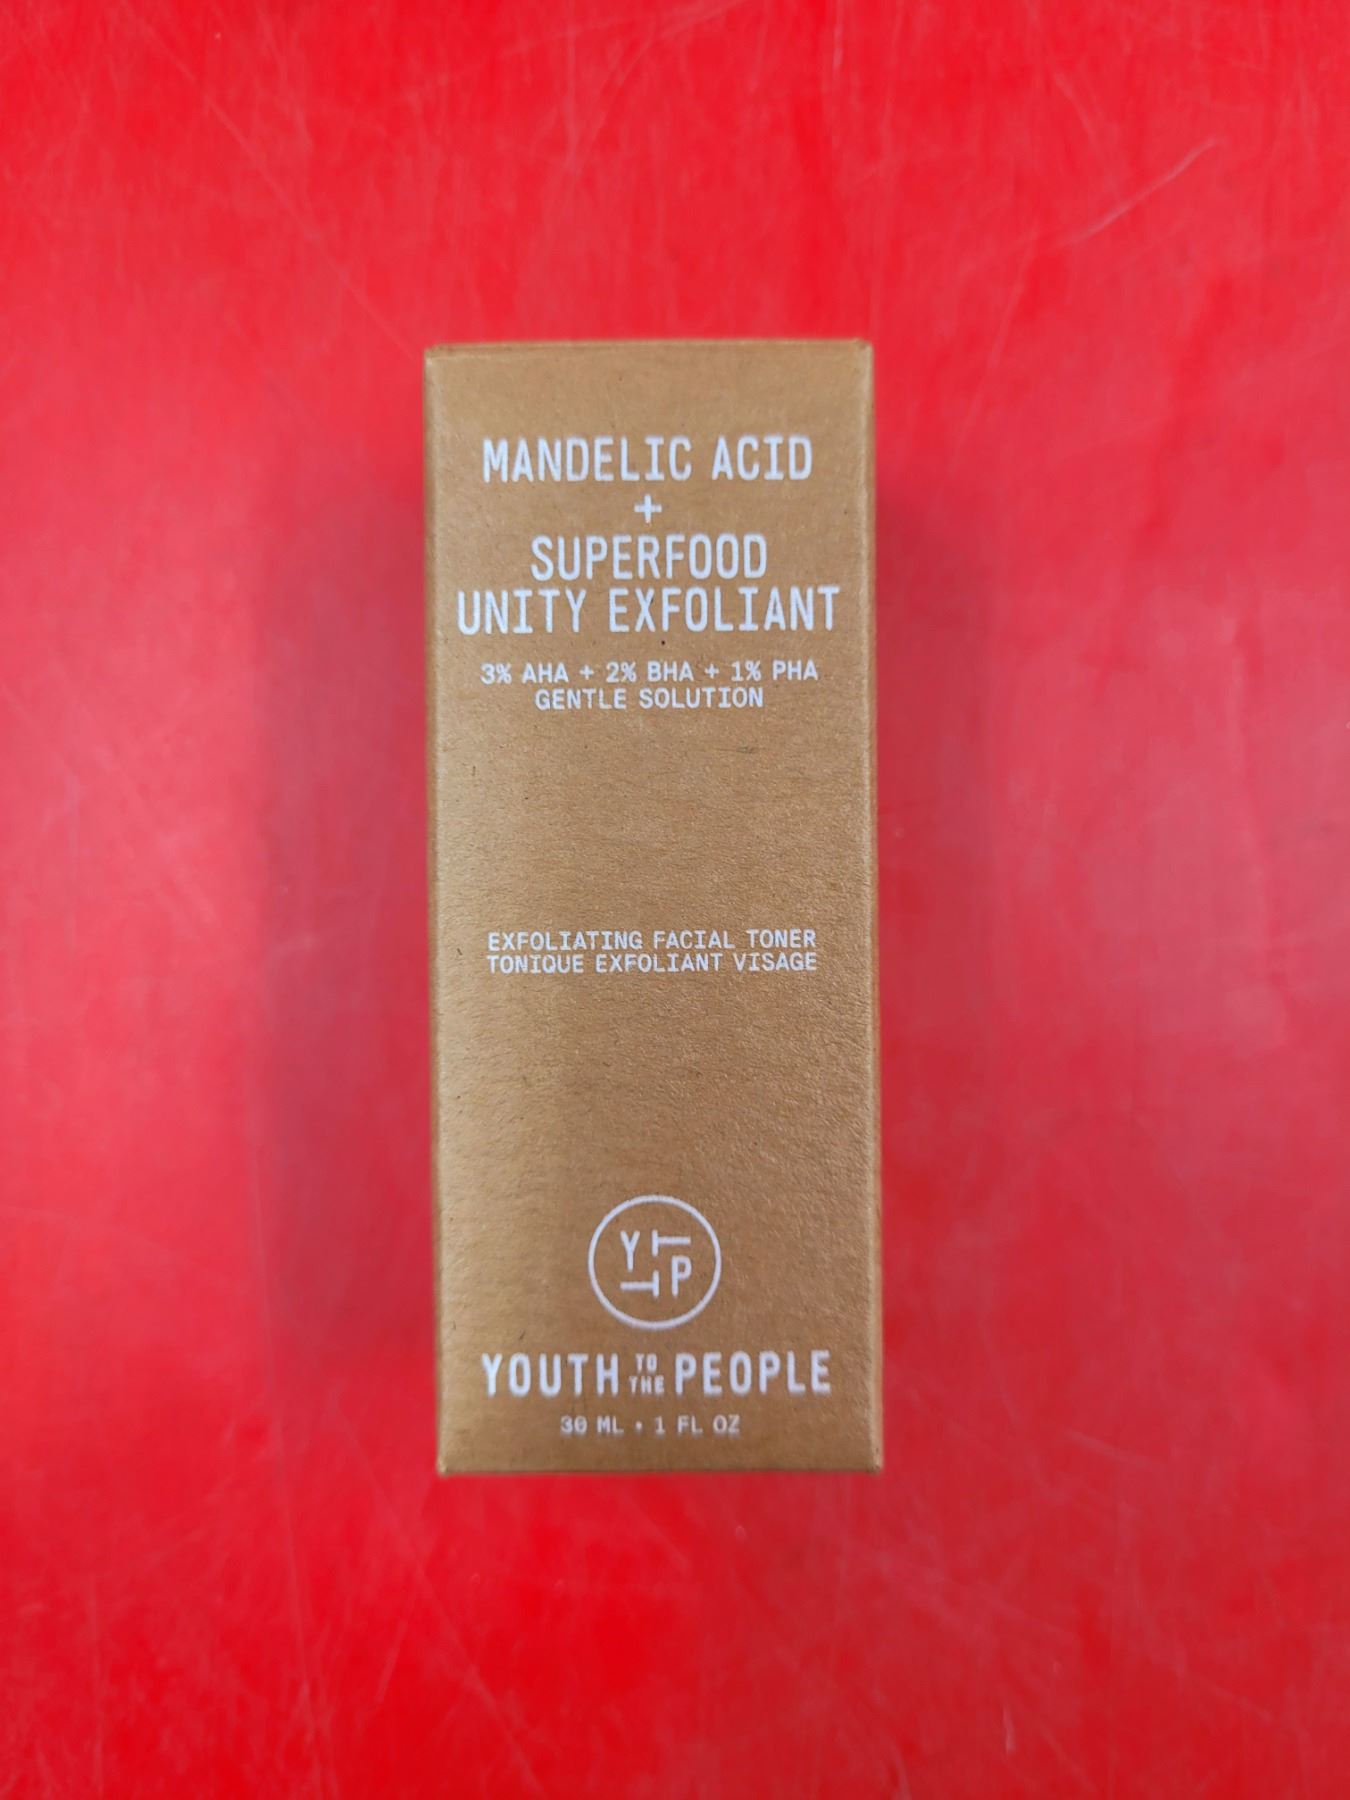 MANDELIC ACID
+
SUPERFOOD
UNITY EXFOLIANT
3% AHA + 2% BHA + 1% PHA
GENTLE SOLUTION
EXFOLIATING FACIAL TONER
TONIQUE EXFOLIANT VISAGE
YTTP
YOUTH TO THE PEOPLE
30 ML • 1 FL OZ